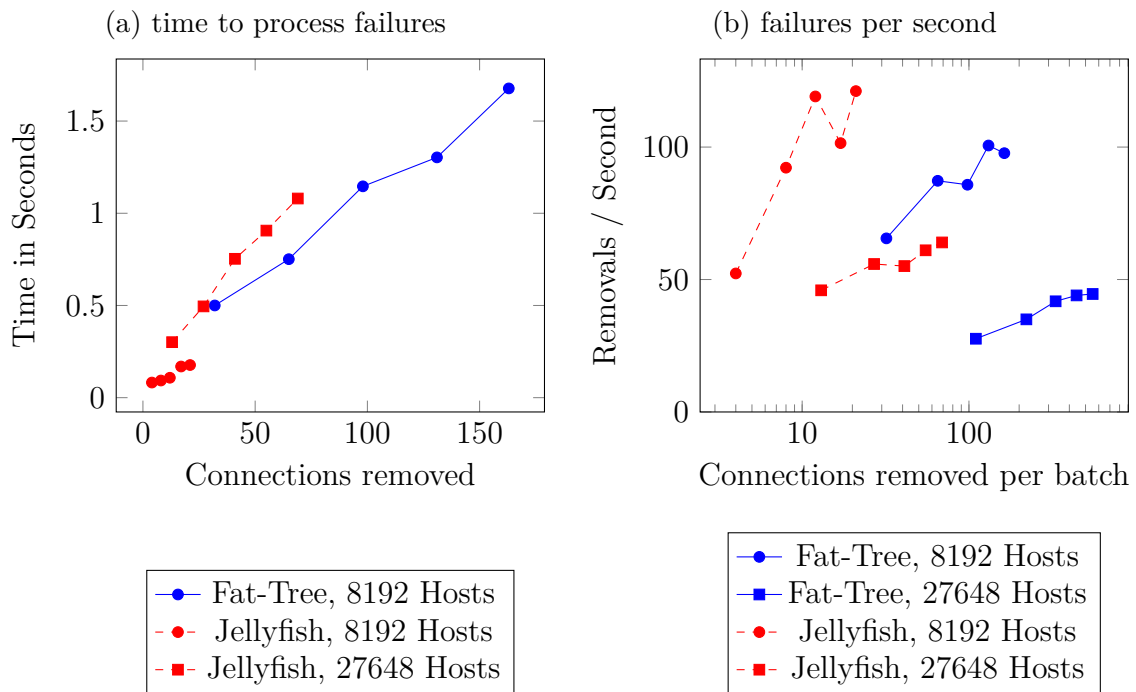 (a) time to process failures
Time in Seconds
1.5
1
0.5
0
0 50 100 150
Connections removed
Fat-Tree, 8192 Hosts
Jellyfish, 8192 Hosts
Jellyfish, 27648 Hosts
(b) failures per second
Removals / Second
100
50
0
10 100
Connections removed per batch
Fat-Tree, 8192 Hosts
Fat-Tree, 27648 Hosts
Jellyfish, 8192 Hosts
Jellyfish, 27648 Hosts